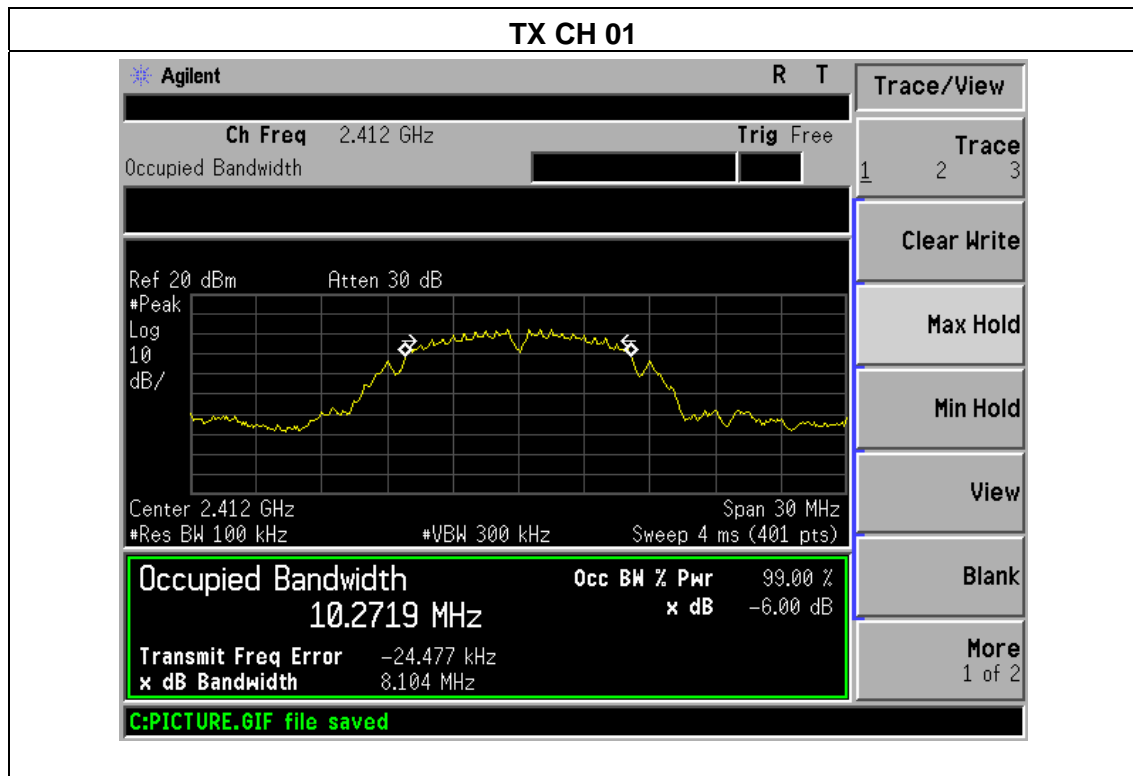 TX CH 01
Agilent R T
Trace/View
Ch Freq 2.412 GHz Trig Free
Occupied Bandwidth
Trace
1 2 3
Clear Write
Ref 20 dBm Atten 30 dB
#Peak
Log
10
dB/
Max Hold
Min Hold
View
Center 2.412 GHz Span 30 MHz
#Res BW 100 kHz #VBW 300 kHz Sweep 4 ms (401 pts)
Occupied Bandwidth Occ BW % Pwr 99.00 %
10.2719 MHz x dB -6.00 dB
Blank
Transmit Freq Error -24.477 kHz
x dB Bandwidth 8.104 MHz
More
1 of 2
C:PICTURE.GIF file saved